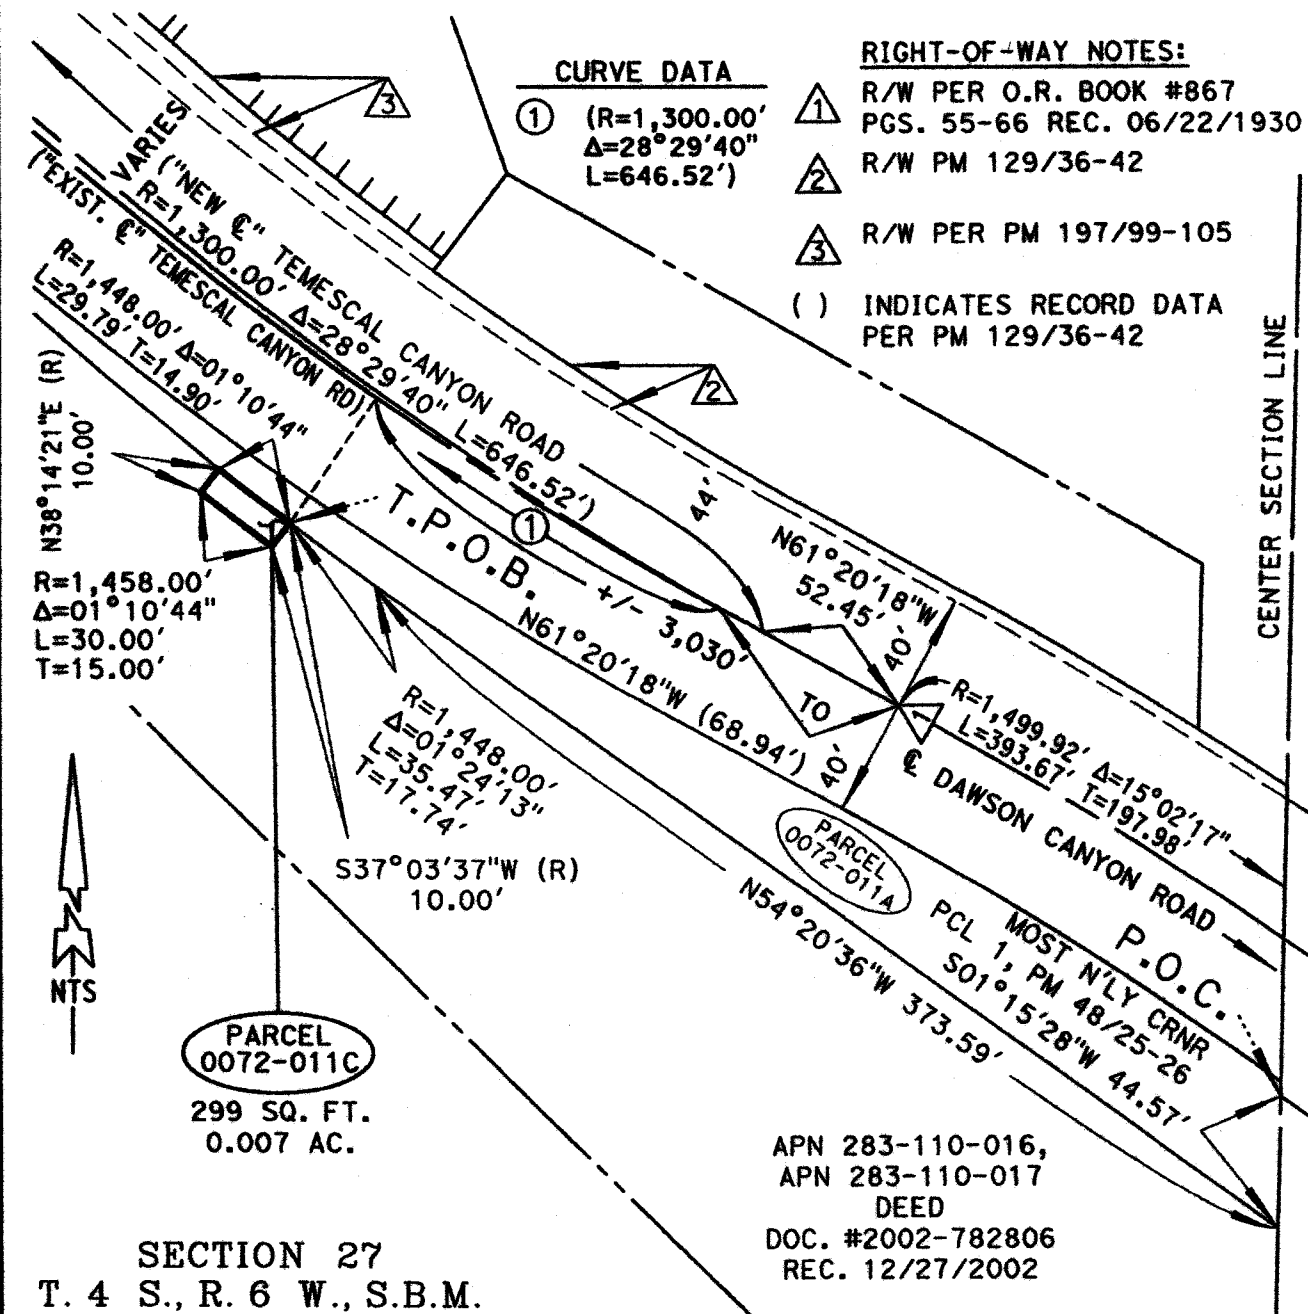 CURVE DATA
1 (R=1,300.00'
Δ=28°29'40"
L=646.52')
RIGHT-OF-WAY NOTES:
1 R/W PER O.R. BOOK #867
PGS. 55-66 REC. 06/22/1930
2 R/W PM 129/36-42
3 R/W PER PM 197/99-105
( ) INDICATES RECORD DATA
PER PM 129/36-42
3
VARIES
("NEW ℄" TEMESCAL CANYON ROAD
R=1,300.00' Δ=28°29'40" L=646.52')
("EXIST. ℄" TEMESCAL CANYON RD)
R=1,448.00' Δ=01°10'44"
L=29.79' T=14.90'
2
CENTER SECTION LINE
N38°14'21"E (R)
10.00'
44'
1
T.P.O.B.
N61°20'18"W
52.45'
R=1,458.00'
Δ=01°10'44"
L=30.00'
T=15.00'
+/- 3,030'
40'
N61°20'18"W (68.94')
TO
40'
1
R=1,499.92' Δ=15°02'17"
L=393.67' T=197.98'
℄ DAWSON CANYON ROAD
R=1,448.00'
Δ=01°24'13"
L=35.47'
T=17.74'
PARCEL
0072-011A
S37°03'37"W (R)
10.00'
N54°20'36"W 373.59'
P.O.C.
MOST N'LY CRNR
PCL 1, PM 48/25-26
S01°15'28"W 44.57'
NTS
PARCEL
0072-011C
299 SQ. FT.
0.007 AC.
APN 283-110-016,
APN 283-110-017
DEED
DOC. #2002-782806
REC. 12/27/2002
SECTION 27
T. 4 S., R. 6 W., S.B.M.